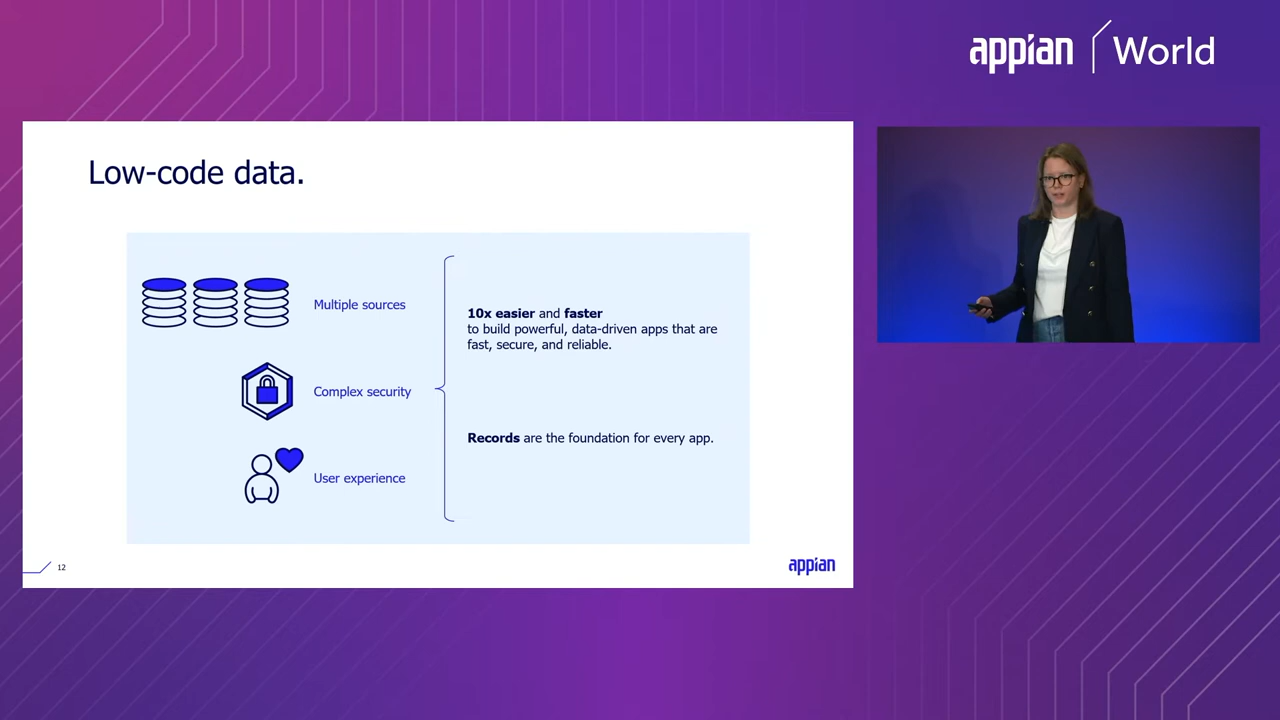 appian World
Low-code data.
Multiple sources
Complex security
User experience
10x easier and faster
to build powerful, data-driven apps that are
fast, secure, and reliable.
Records are the foundation for every app.
12
appian